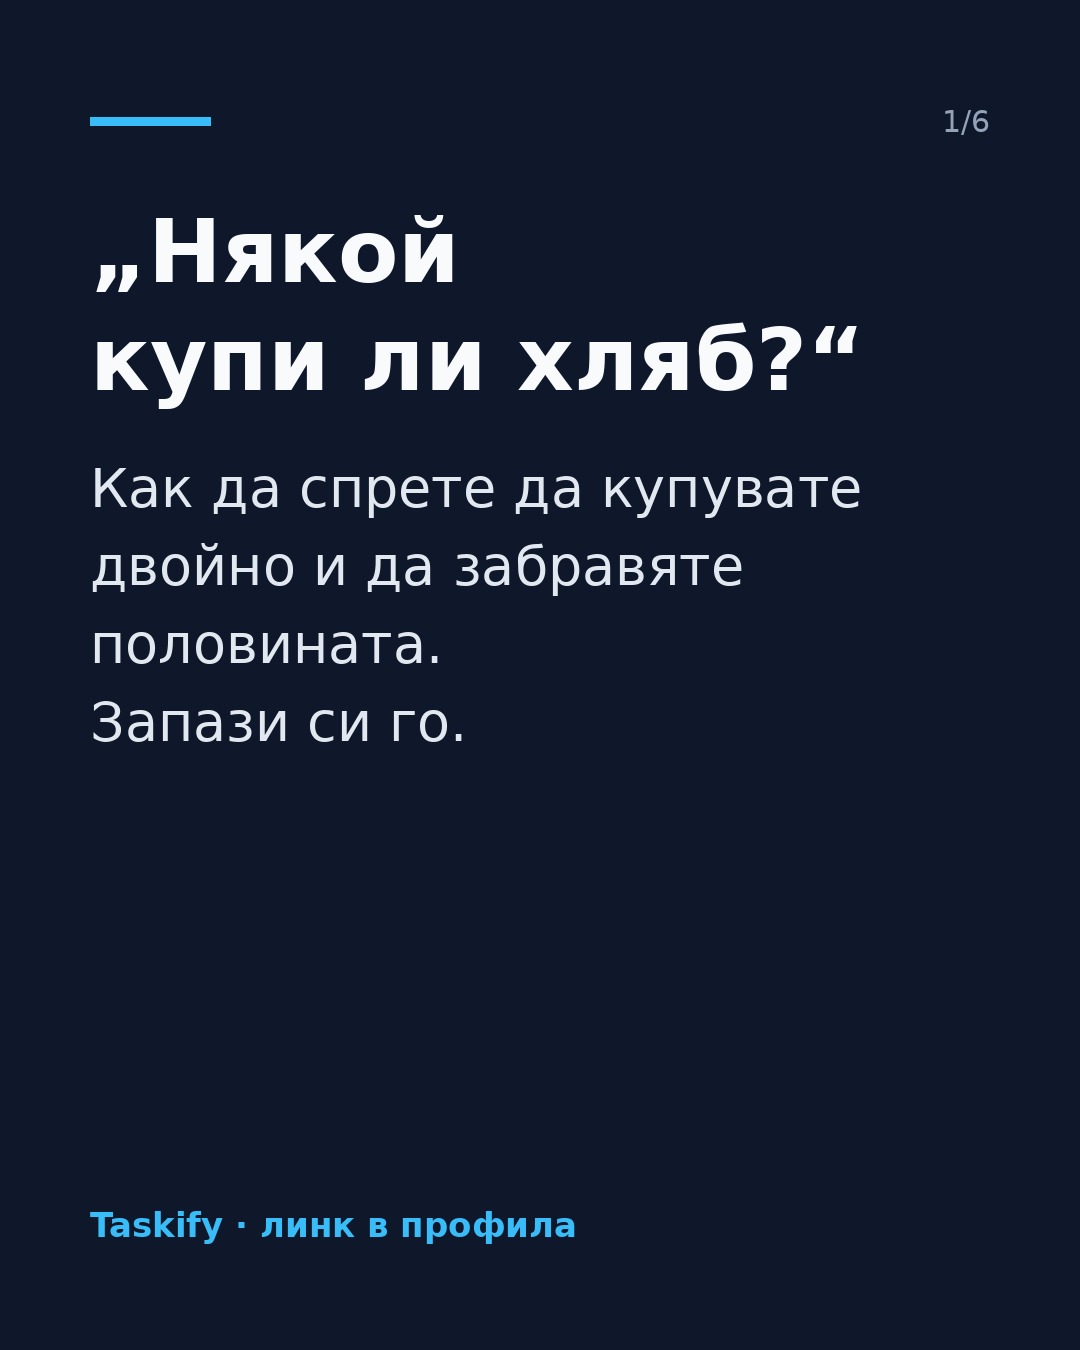 1/6
„Някой
купи ли хляб?“
Как да спрете да купувате
двойно и да забравяте
половината.
Запази си го.
Taskify · линк в профила